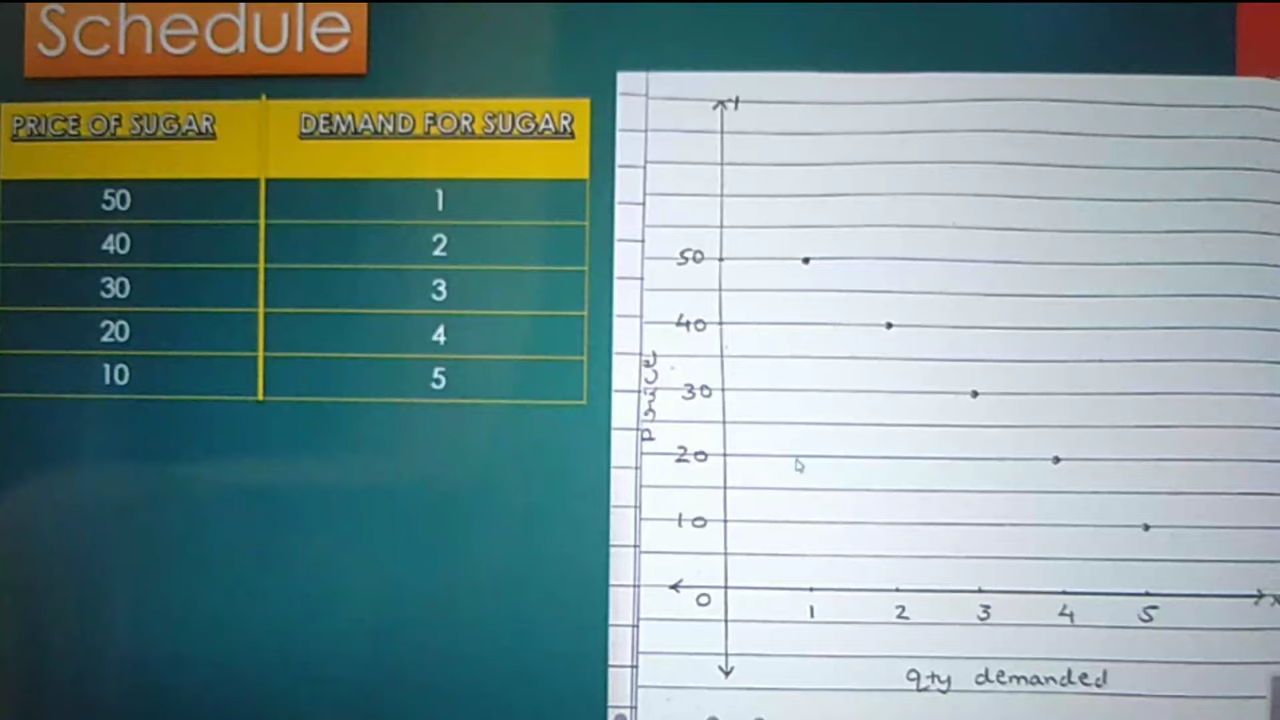 Schedule
PRICE OF SUGAR DEMAND FOR SUGAR
50 1
40 2
30 3
20 4
10 5
Y
50
40
30
20
10
Price
0 1 2 3 4 5 x
qty demanded